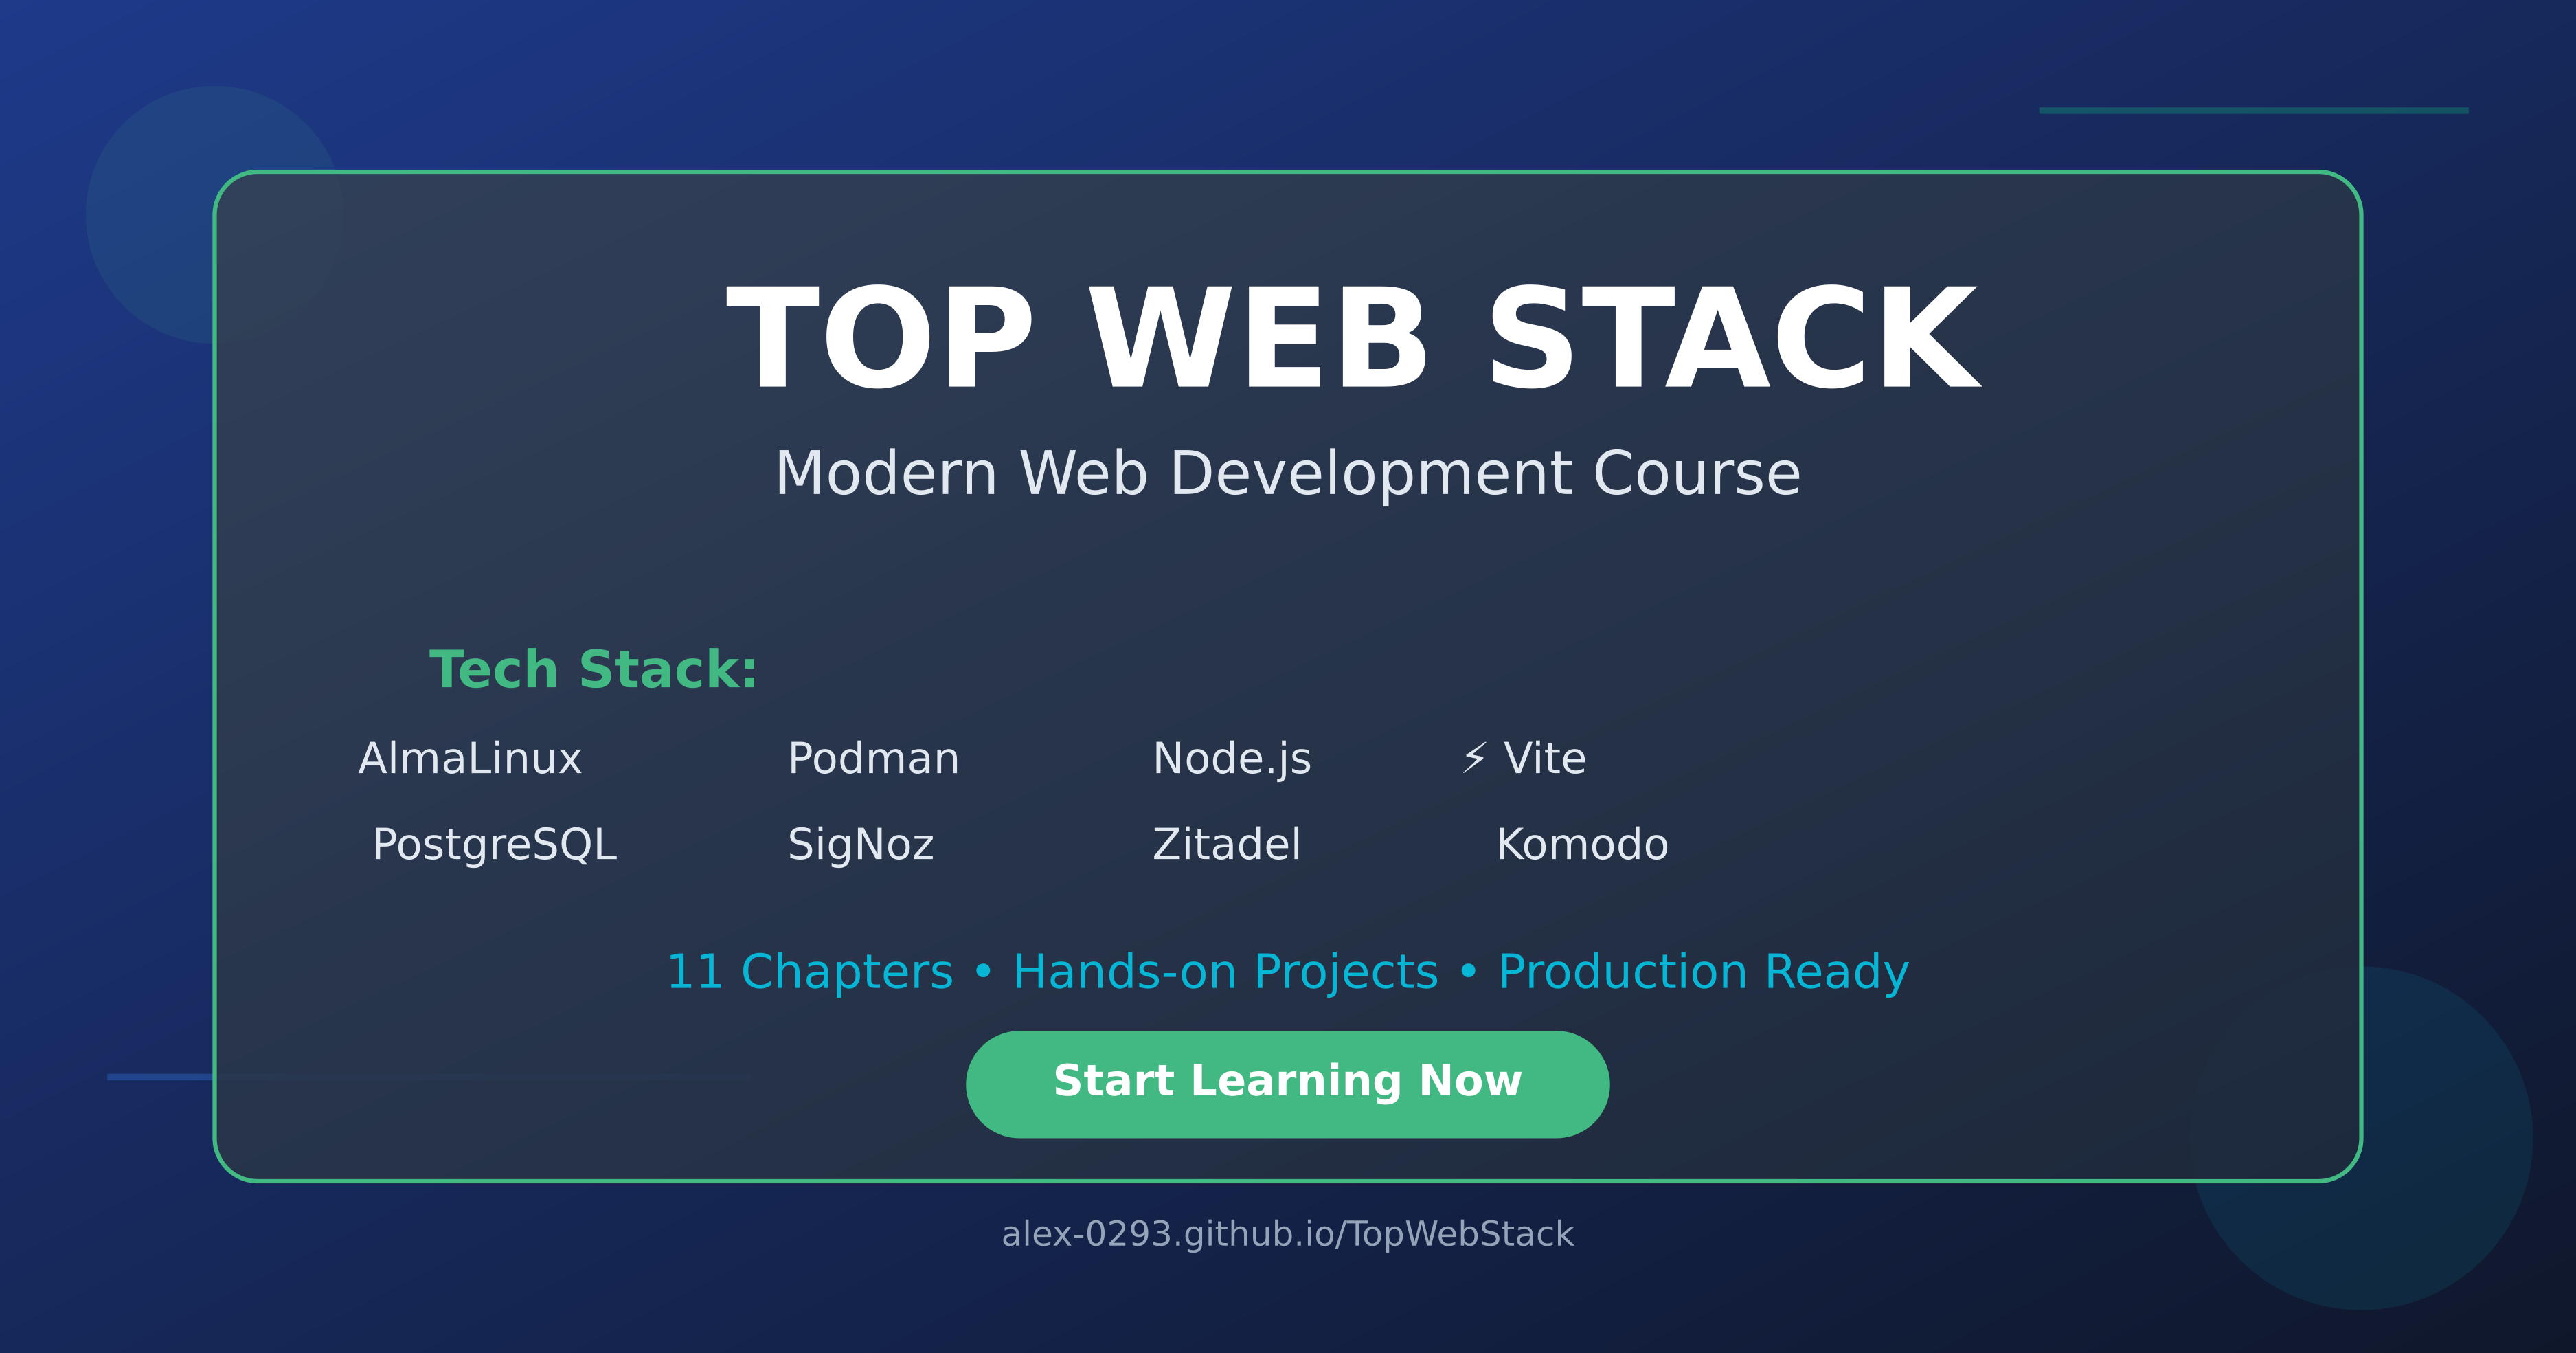 TOP WEB STACK
Modern Web Development Course
Tech Stack:
AlmaLinux Podman Node.js ⚡ Vite
PostgreSQL SigNoz Zitadel Komodo
11 Chapters • Hands-on Projects • Production Ready
Start Learning Now
alex-0293.github.io/TopWebStack